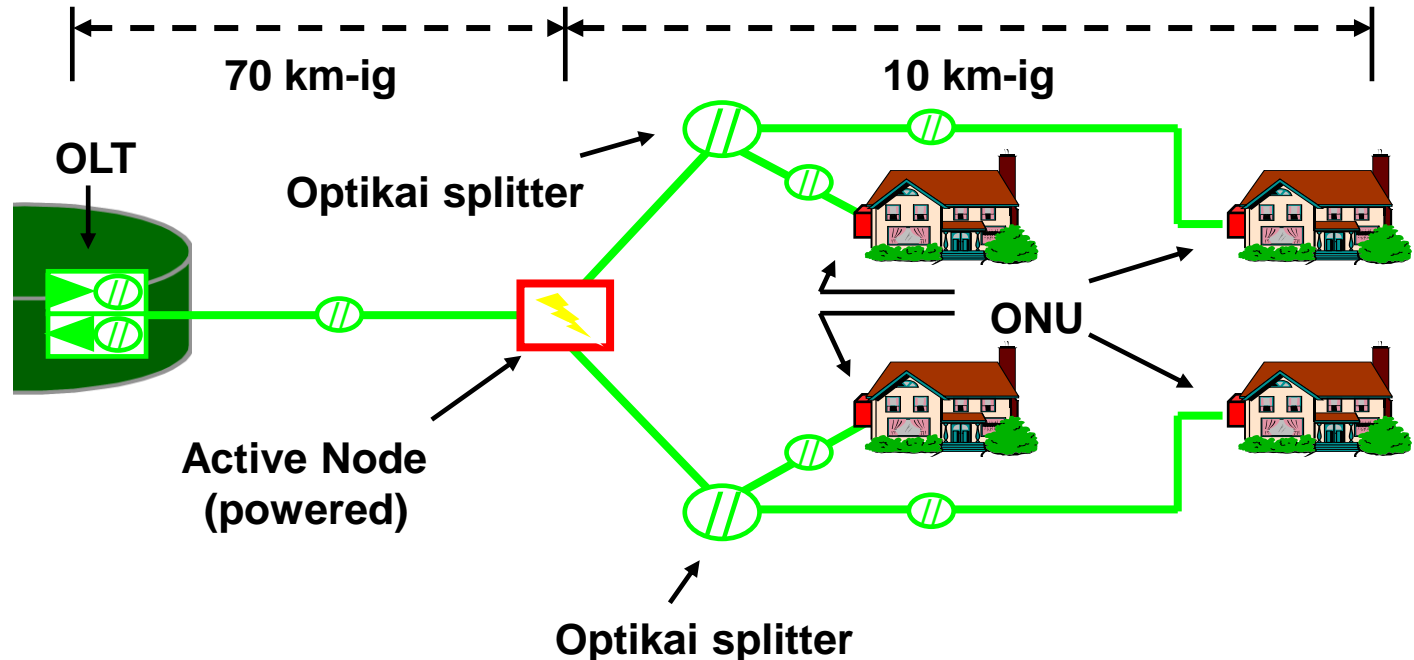 70 km-ig
10 km-ig
OLT
Optikai splitter
ONU
Active Node
(powered)
Optikai splitter